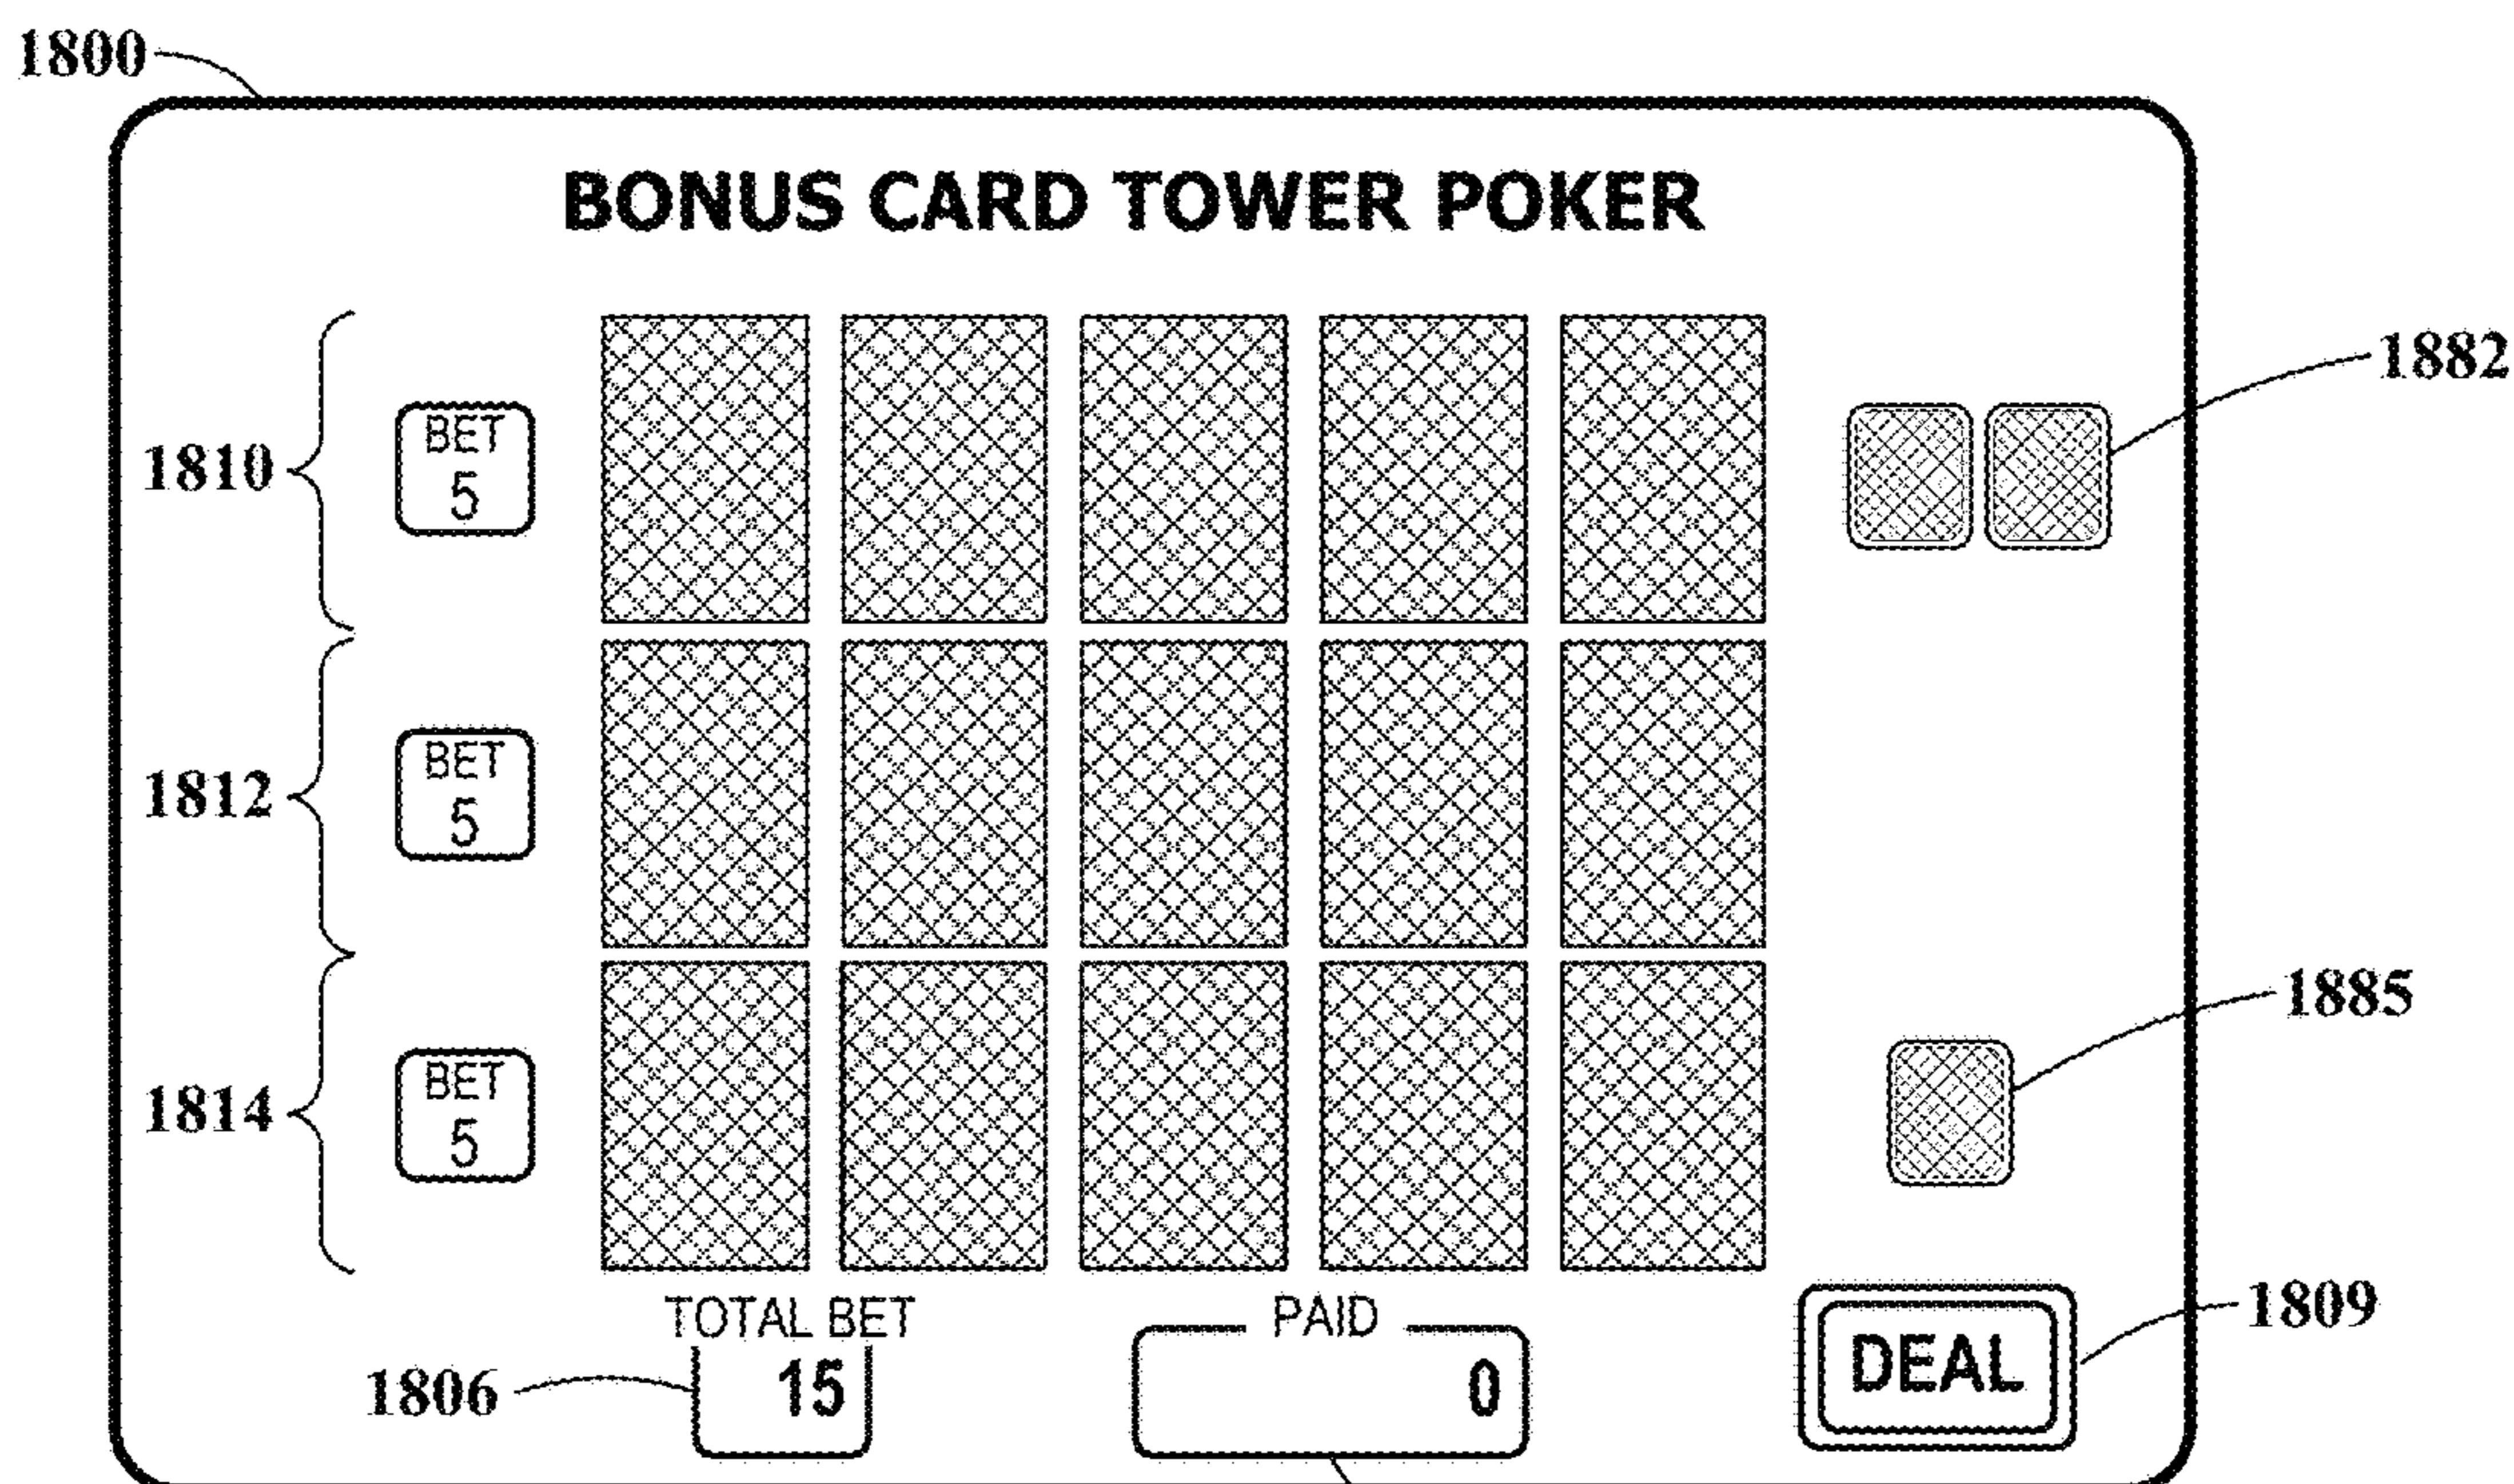 1800
BONUS CARD TOWER POKER
1882
1810
BET
5
1812
BET
5
1885
1814
BET
5
TOTAL BET
PAID
1809
1806
15
0
DEAL